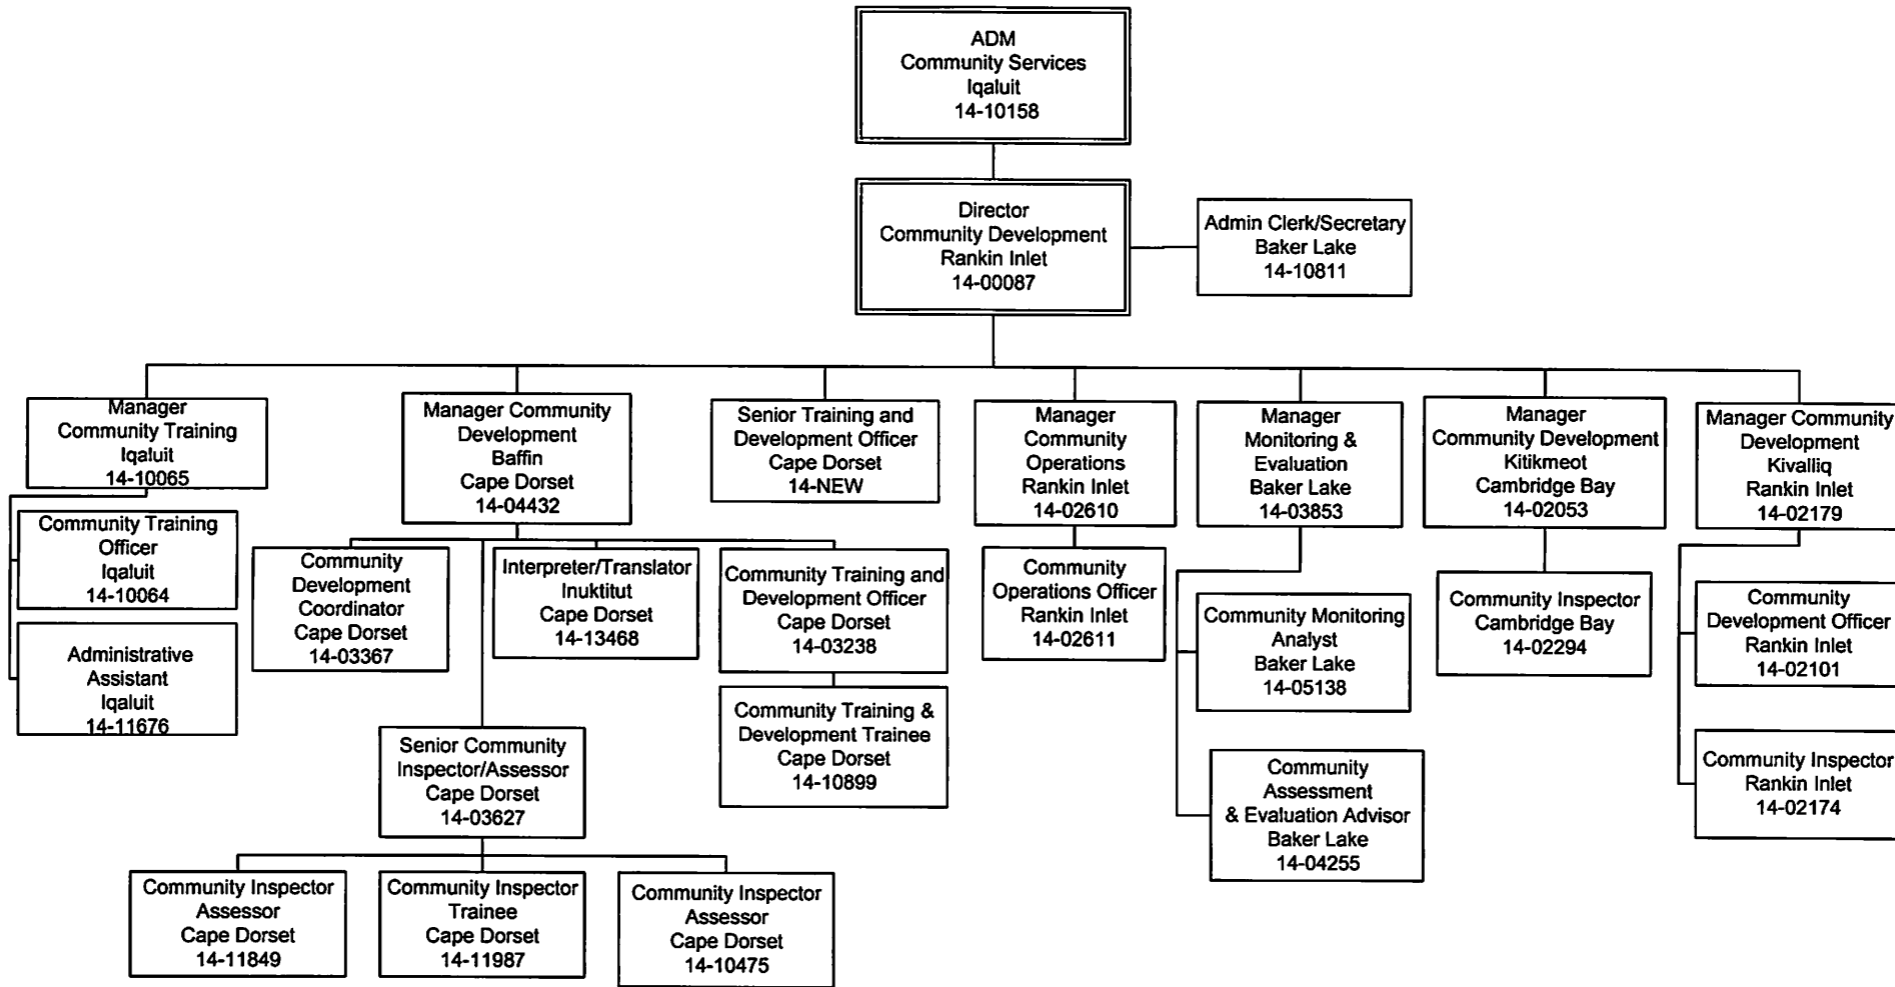 ADM
Community Services
Iqaluit
14-10158
Director
Community Development
Rankin Inlet
14-00087
Admin Clerk/Secretary
Baker Lake
14-10811
Manager
Community Training
Iqaluit
14-10065
Manager Community
Development
Baffin
Cape Dorset
14-04432
Senior Training and
Development Officer
Cape Dorset
14-NEW
Manager
Community
Operations
Rankin Inlet
14-02610
Manager
Monitoring &
Evaluation
Baker Lake
14-03853
Manager
Community Development
Kitikmeot
Cambridge Bay
14-02053
Manager Community
Development
Kivalliq
Rankin Inlet
14-02179
Community Training
Officer
Iqaluit
14-10064
Administrative
Assistant
Iqaluit
14-11676
Community
Development
Coordinator
Cape Dorset
14-03367
Interpreter/Translator
Inuktitut
Cape Dorset
14-13468
Community Training and
Development Officer
Cape Dorset
14-03238
Community Training &
Development Trainee
Cape Dorset
14-10899
Senior Community
Inspector/Assessor
Cape Dorset
14-03627
Community Inspector
Assessor
Cape Dorset
14-11849
Community Inspector
Trainee
Cape Dorset
14-11987
Community Inspector
Assessor
Cape Dorset
14-10475
Community
Operations Officer
Rankin Inlet
14-02611
Community Monitoring
Analyst
Baker Lake
14-05138
Community
Assessment
& Evaluation Advisor
Baker Lake
14-04255
Community Inspector
Cambridge Bay
14-02294
Community
Development Officer
Rankin Inlet
14-02101
Community Inspector
Rankin Inlet
14-02174